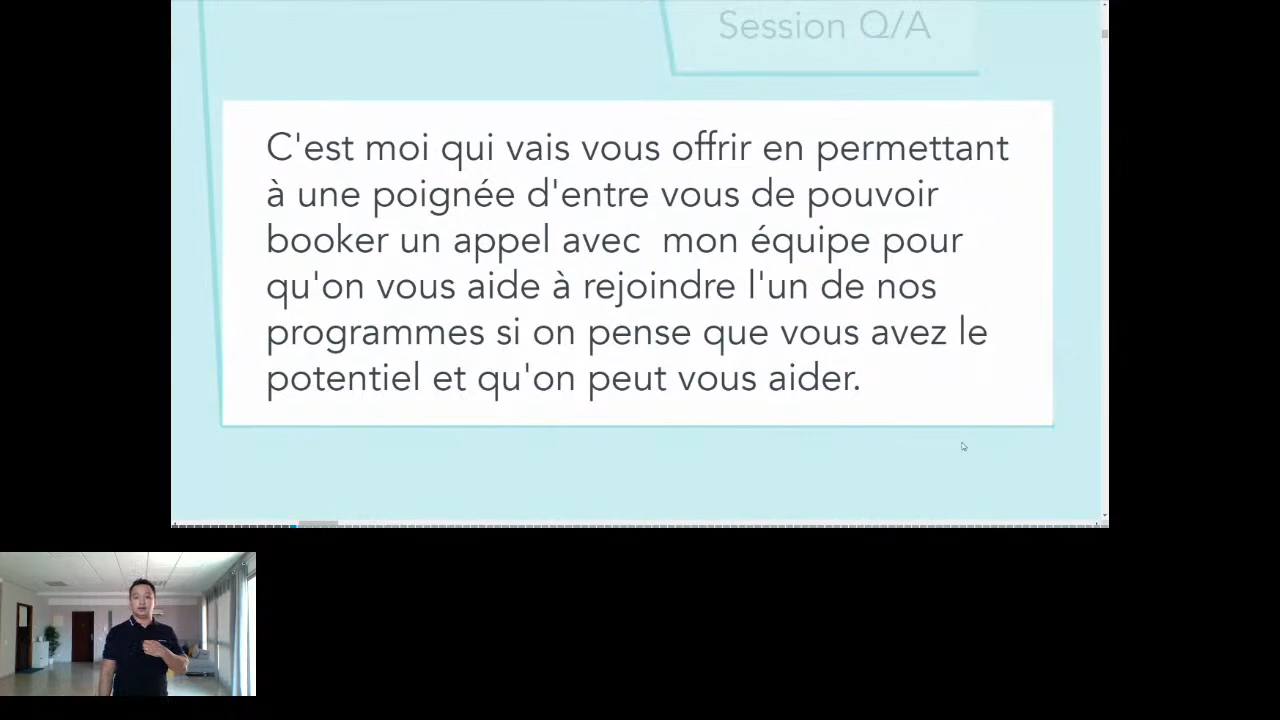 Session Q/A
C'est moi qui vais vous offrir en permettant
à une poignée d'entre vous de pouvoir
booker un appel avec  mon équipe pour
qu'on vous aide à rejoindre l'un de nos
programmes si on pense que vous avez le
potentiel et qu'on peut vous aider.